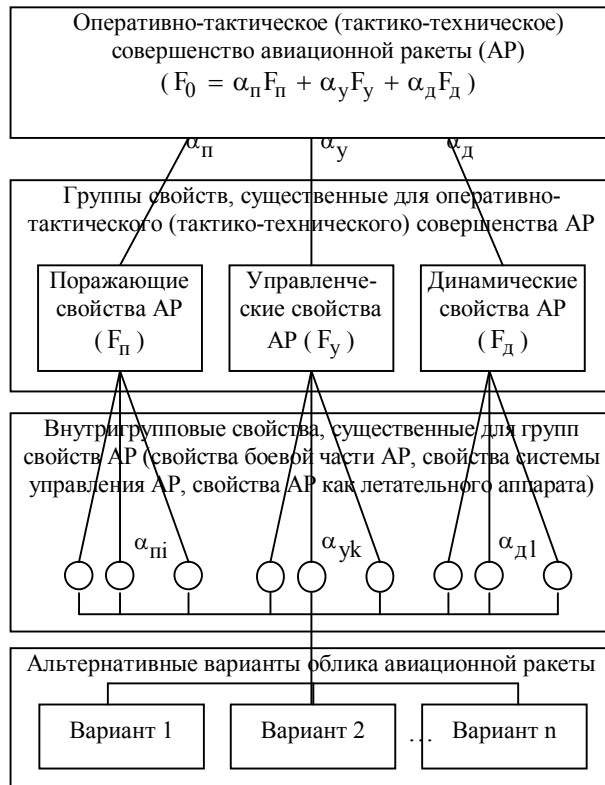 Оперативно-тактическое (тактико-техническое)
совершенство авиационной ракеты (АР)
( F₀ = αпFп + αуFу + αдFд )
αп αу αд
Группы свойств, существенные для оперативно-
тактического (тактико-технического) совершенства АР
Поражающие
свойства АР
( Fп )
Управленче-
ские свойства
АР ( Fу )
Динамические
свойства АР
( Fд )
Внутригрупповые свойства, существенные для групп
свойств АР (свойства боевой части АР, свойства системы
управления АР, свойства АР как летательного аппарата)
αпi αуk αдl
Альтернативные варианты облика авиационной ракеты
Вариант 1 Вариант 2 … Вариант n